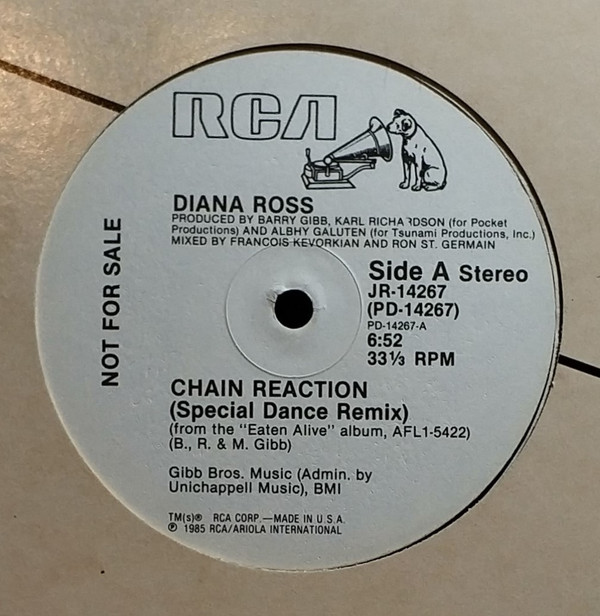 RCA
DIANA ROSS
PRODUCED BY BARRY GIBB, KARL RICHARDSON (for Pocket
Productions) AND ALBHY GALUTEN (for Tsunami Productions, Inc.)
MIXED BY FRANCOIS KEVORKIAN AND RON ST. GERMAIN
NOT FOR SALE
Side A Stereo
JR-14267
(PD-14267)
PD-14267-A
6:52
33⅓ RPM
CHAIN REACTION
(Special Dance Remix)
(from the "Eaten Alive" album, AFL1-5422)
(B., R. & M. Gibb)
Gibb Bros. Music (Admin. by
Unichappell Music), BMI
TM(s)® RCA CORP.—MADE IN U.S.A.
℗ 1985 RCA/ARIOLA INTERNATIONAL